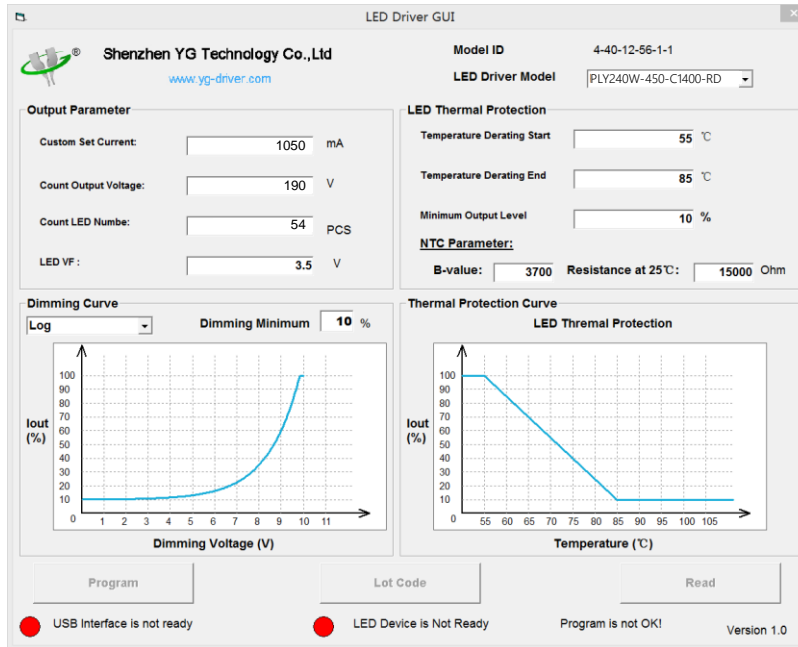 LED Driver GUI
×
®
Shenzhen YG Technology Co.,Ltd
www.yg-driver.com
Model ID 4-40-12-56-1-1
LED Driver Model PLY240W-450-C1400-RD
Output Parameter
Custom Set Current: 1050 mA
Count Output Voltage: 190 V
Count LED Numbe: 54 PCS
LED VF : 3.5 V
LED Thermal Protection
Temperature Derating Start 55 ℃
Temperature Derating End 85 ℃
Minimum Output Level 10 %
NTC Parameter:
B-value: 3700 Resistance at 25℃: 15000 Ohm
Dimming Curve
Log Dimming Minimum 10 %
100
90
80
70
60
50
40
30
20
10
Iout
(%)
0 1 2 3 4 5 6 7 8 9 10 11
Dimming Voltage (V)
Thermal Protection Curve
LED Thremal Protection
100
90
80
70
60
50
40
30
20
10
Iout
(%)
0 55 60 65 70 75 80 85 90 95 100 105
Temperature (℃)
Program Lot Code Read
USB Interface is not ready LED Device is Not Ready Program is not OK! Version 1.0